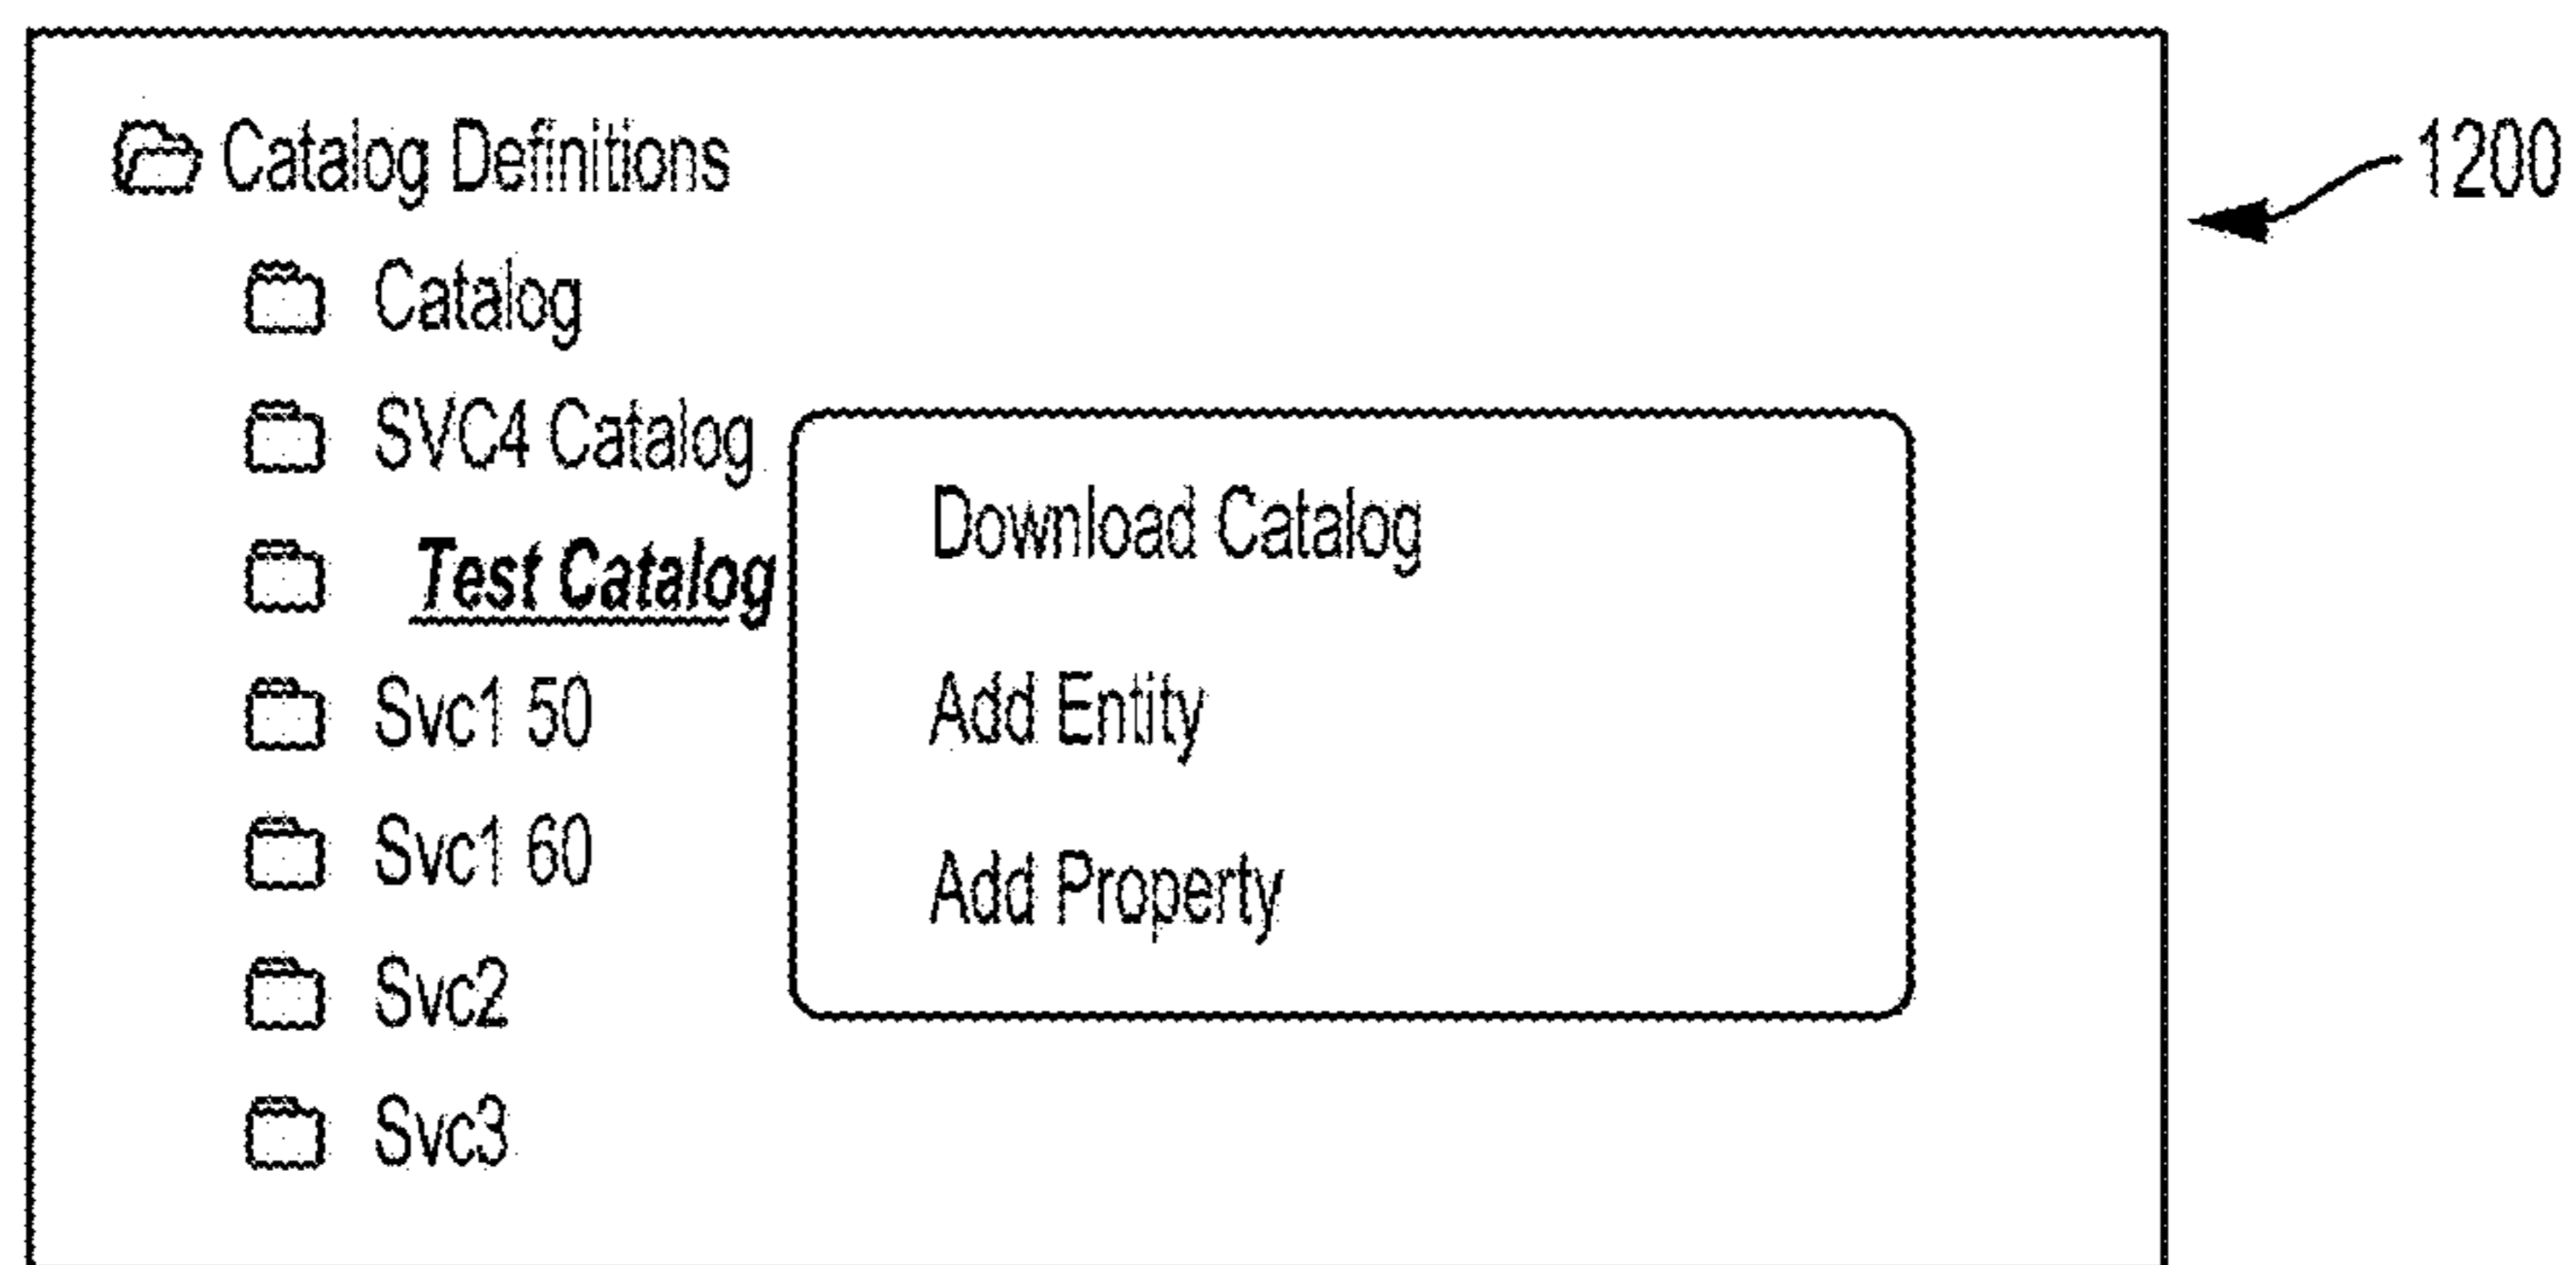 Catalog Definitions
1200
Catalog
SVC4 Catalog
Test Catalog
Svc1 50
Svc1 60
Svc2
Svc3
Download Catalog
Add Entity
Add Property